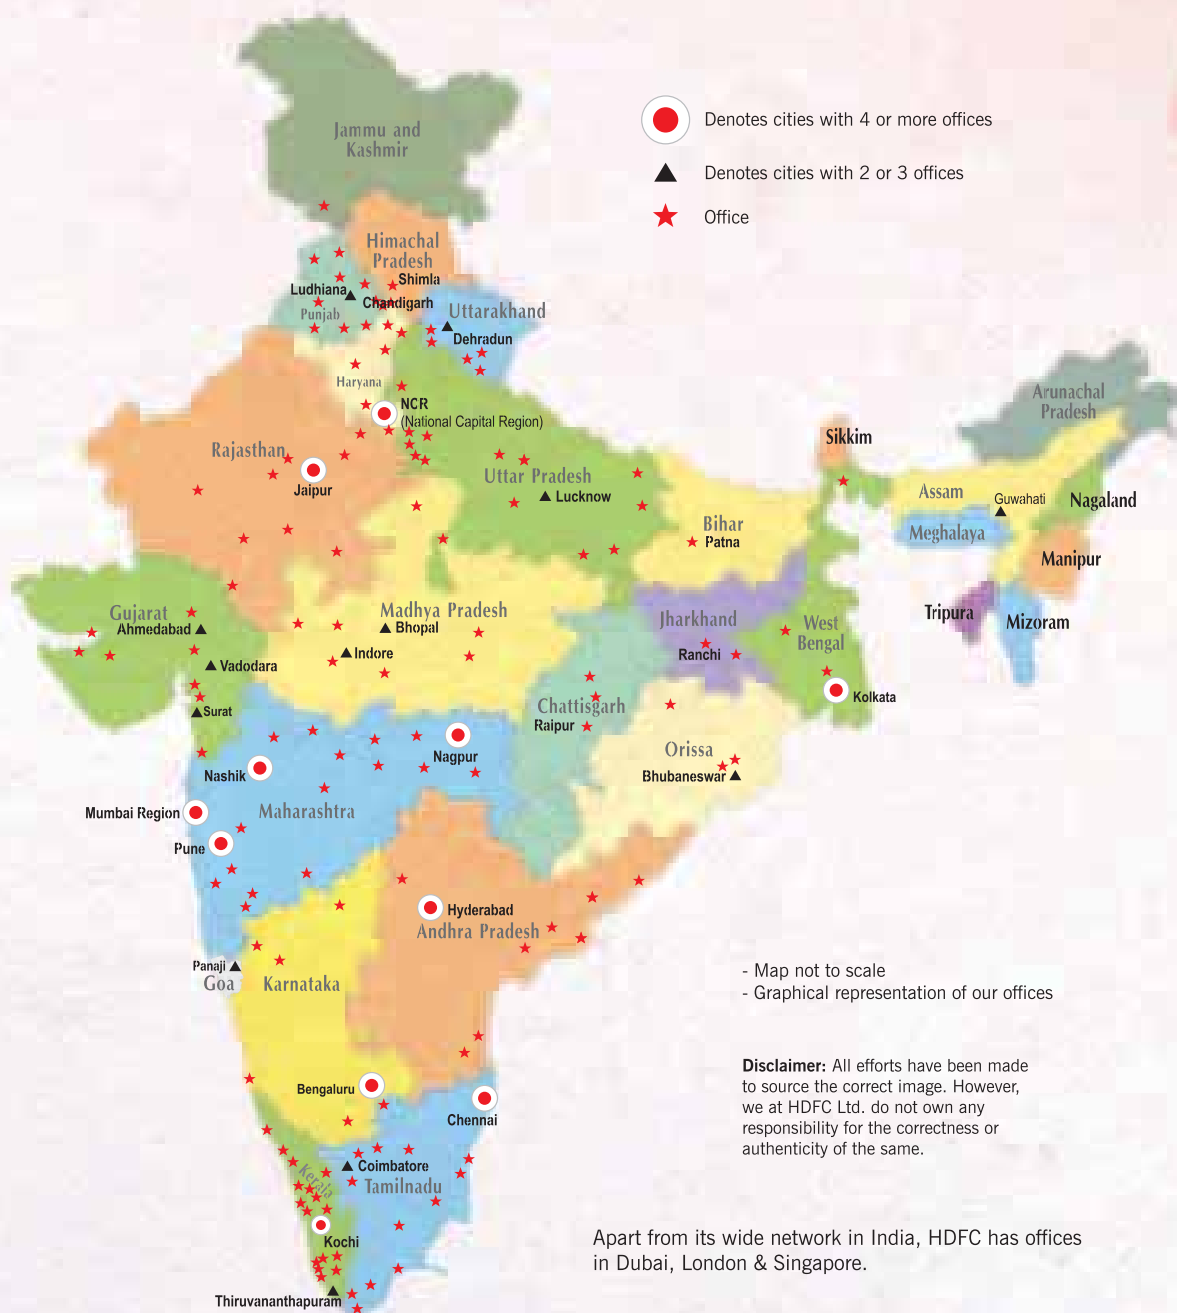 Denotes cities with 4 or more offices
Denotes cities with 2 or 3 offices
Office
Jammu and
Kashmir
Himachal
Pradesh
Shimla
Ludhiana
Chandigarh
Punjab
Uttarakhand
Dehradun
Haryana
NCR
(National Capital Region)
Arunachal
Pradesh
Sikkim
Rajasthan
Jaipur
Uttar Pradesh
Lucknow
Assam
Guwahati
Nagaland
Meghalaya
Bihar
Patna
Manipur
Gujarat
Ahmedabad
Madhya Pradesh
Bhopal
Jharkhand
Ranchi
West
Bengal
Tripura
Mizoram
Indore
Vadodara
Surat
Chattisgarh
Raipur
Kolkata
Nashik
Nagpur
Orissa
Bhubaneswar
Mumbai Region
Maharashtra
Pune
Hyderabad
Andhra Pradesh
Panaji
Goa
Karnataka
- Map not to scale
- Graphical representation of our offices
Disclaimer: All efforts have been made
to source the correct image. However,
we at HDFC Ltd. do not own any
responsibility for the correctness or
authenticity of the same.
Bengaluru
Chennai
Coimbatore
Tamilnadu
Kerala
Kochi
Thiruvananthapuram
Apart from its wide network in India, HDFC has offices
in Dubai, London & Singapore.